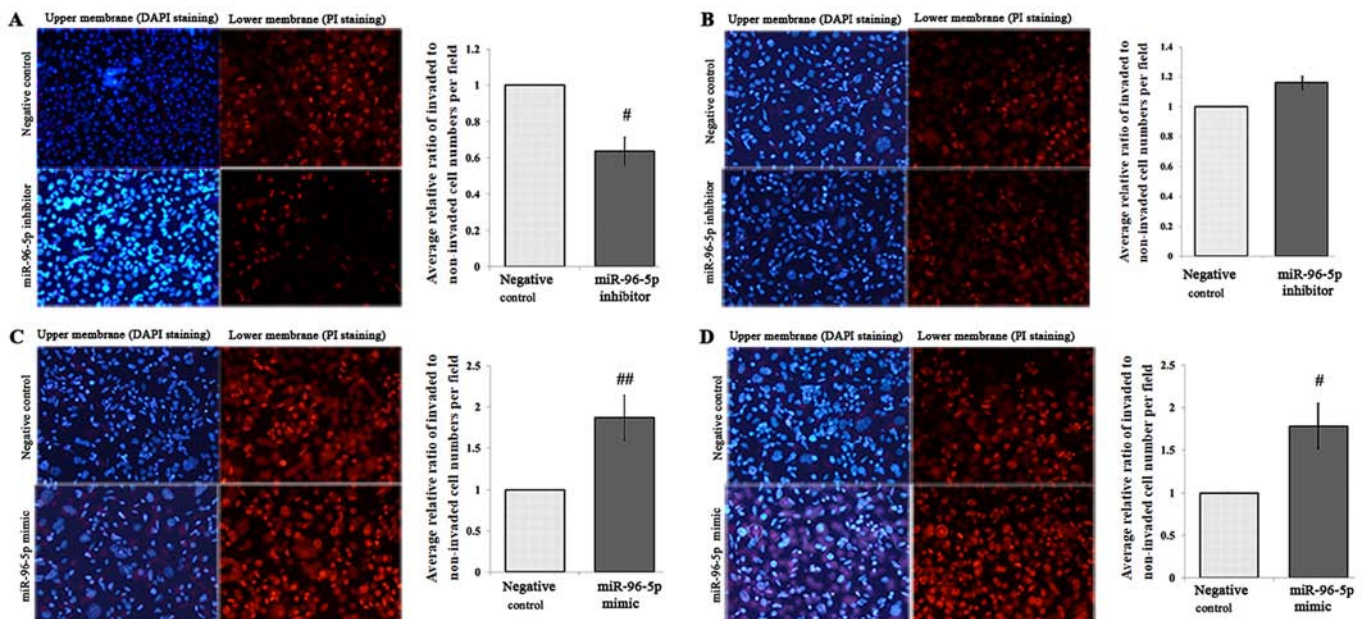 A
Upper membrane (DAPI staining) Lower membrane (PI staining)
Negative control
miR-96-5p inhibitor
Average relative ratio of invaded to
non-invaded cell numbers per field
1.2
1
0.8
0.6
0.4
0.2
0
#
Negative
control
miR-96-5p
inhibitor
B
Upper membrane (DAPI staining) Lower membrane (PI staining)
Negative control
miR-96-5p inhibitor
Average relative ratio of invaded to
non-invaded cell numbers per field
1.4
1.2
1
0.8
0.6
0.4
0.2
0
Negative
control
miR-96-5p
inhibitor
C
Upper membrane (DAPI staining) Lower membrane (PI staining)
Negative control
miR-96-5p mimic
Average relative ratio of invaded to
non-invaded cell numbers per field
2.5
2
1.5
1
0.5
0
##
Negative
control
miR-96-5p
mimic
D
Upper membrane (DAPI staining) Lower membrane (PI staining)
Negative control
miR-96-5p mimic
Average relative ratio of invaded to
non-invaded cell number per field
2.5
2
1.5
1
0.5
0
#
Negative
control
miR-96-5p
mimic